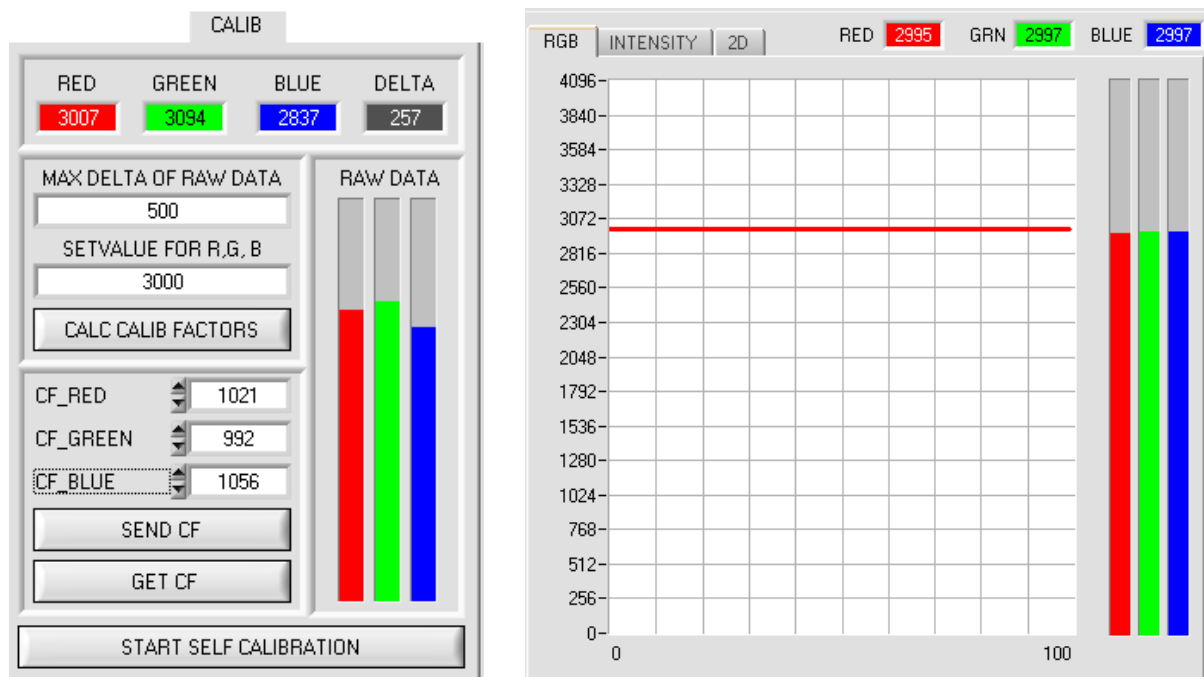 CALIB
RED GREEN BLUE DELTA
3007 3094 2837 257
MAX DELTA OF RAW DATA
500
SETVALUE FOR R,G, B
3000
CALC CALIB FACTORS
RAW DATA
CF_RED 1021
CF_GREEN 992
CF_BLUE 1056
SEND CF
GET CF
START SELF CALIBRATION
RGB INTENSITY 2D RED 2995 GRN 2997 BLUE 2997
4096
3840
3584
3328
3072
2816
2560
2304
2048
1792
1536
1280
1024
768
512
256
0
0 100